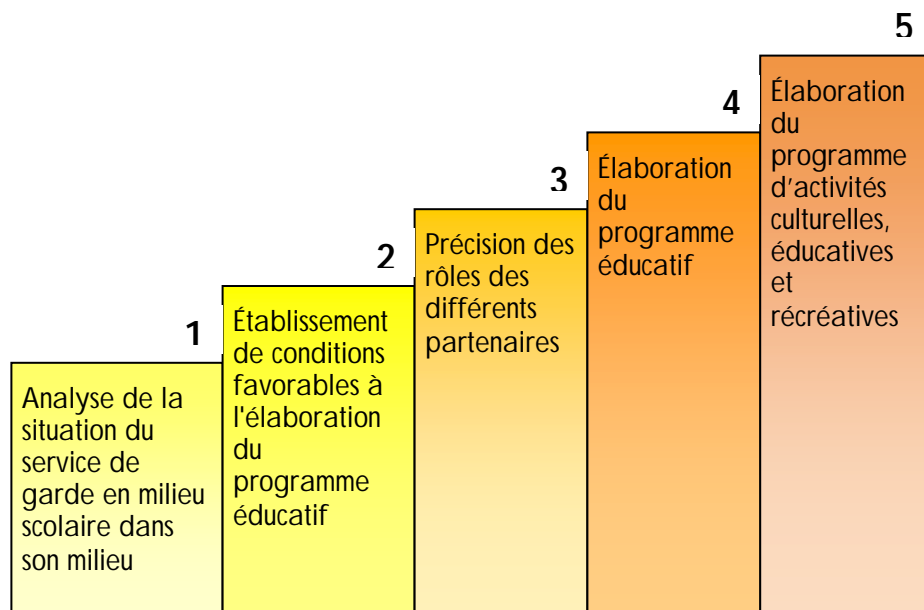 1
Analyse de la
situation du
service de
garde en milieu
scolaire dans
son milieu
2
Établissement
de conditions
favorables à
l'élaboration
du
programme
éducatif
3
Précision des
rôles des
différents
partenaires
4
Élaboration
du
programme
éducatif
5
Élaboration
du
programme
d'activités
culturelles,
éducatives
et
récréatives